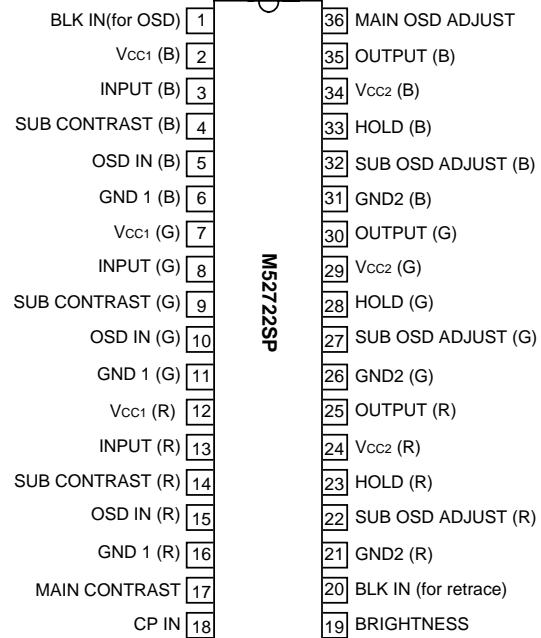 BLK IN(for OSD) 1 36 MAIN OSD ADJUST
Vcc1 (B) 2 35 OUTPUT (B)
INPUT (B) 3 34 Vcc2 (B)
SUB CONTRAST (B) 4 33 HOLD (B)
OSD IN (B) 5 32 SUB OSD ADJUST (B)
GND 1 (B) 6 31 GND2 (B)
Vcc1 (G) 7 30 OUTPUT (G)
INPUT (G) 8 29 Vcc2 (G)
SUB CONTRAST (G) 9 28 HOLD (G)
OSD IN (G) 10 27 SUB OSD ADJUST (G)
GND 1 (G) 11 26 GND2 (G)
Vcc1 (R) 12 25 OUTPUT (R)
INPUT (R) 13 24 Vcc2 (R)
SUB CONTRAST (R) 14 23 HOLD (R)
OSD IN (R) 15 22 SUB OSD ADJUST (R)
GND 1 (R) 16 21 GND2 (R)
MAIN CONTRAST 17 20 BLK IN (for retrace)
CP IN 18 19 BRIGHTNESS
M52722SP